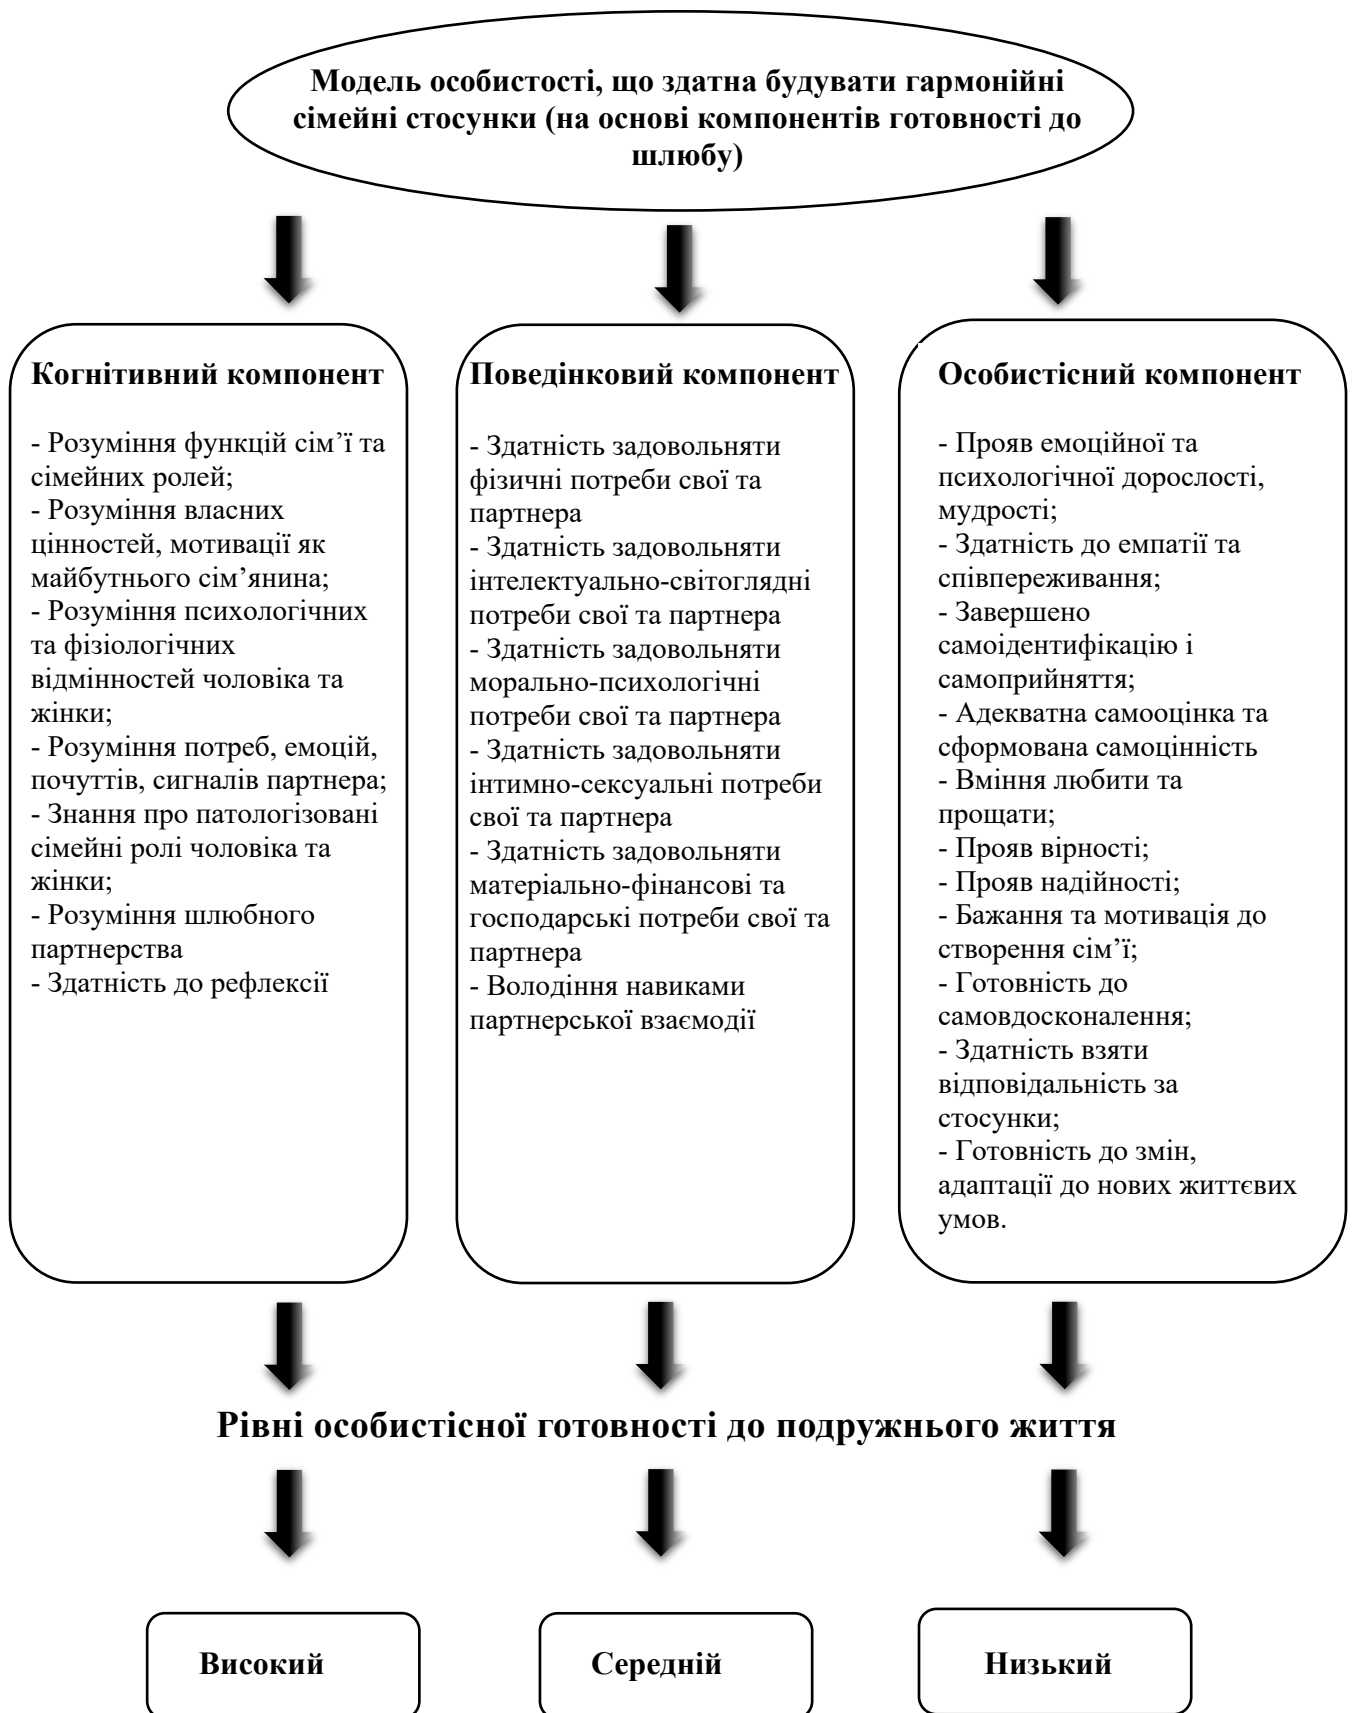 Модель особистості, що здатна будувати гармонійні
сімейні стосунки (на основі компонентів готовності до
шлюбу)
Когнітивний компонент
- Розуміння функцій сім’ї та
сімейних ролей;
- Розуміння власних
цінностей, мотивації як
майбутнього сім’янина;
- Розуміння психологічних
та фізіологічних
відмінностей чоловіка та
жінки;
- Розуміння потреб, емоцій,
почуттів, сигналів партнера;
- Знання про патологізовані
сімейні ролі чоловіка та
жінки;
- Розуміння шлюбного
партнерства
- Здатність до рефлексії
Поведінковий компонент
- Здатність задовольняти
фізичні потреби свої та
партнера
- Здатність задовольняти
інтелектуально-світоглядні
потреби свої та партнера
- Здатність задовольняти
морально-психологічні
потреби свої та партнера
- Здатність задовольняти
інтимно-сексуальні потреби
свої та партнера
- Здатність задовольняти
матеріально-фінансові та
господарські потреби свої та
партнера
- Володіння навиками
партнерської взаємодії
Особистісний компонент
- Прояв емоційної та
психологічної дорослості,
мудрості;
- Здатність до емпатії та
співпереживання;
- Завершено
самоідентифікацію і
самоприйняття;
- Адекватна самооцінка та
сформована самоцінність
- Вміння любити та
прощати;
- Прояв вірності;
- Прояв надійності;
- Бажання та мотивація до
створення сім’ї;
- Готовність до
самовдосконалення;
- Здатність взяти
відповідальність за
стосунки;
- Готовність до змін,
адаптації до нових життєвих
умов.
Рівні особистісної готовності до подружнього життя
Високий
Середній
Низький